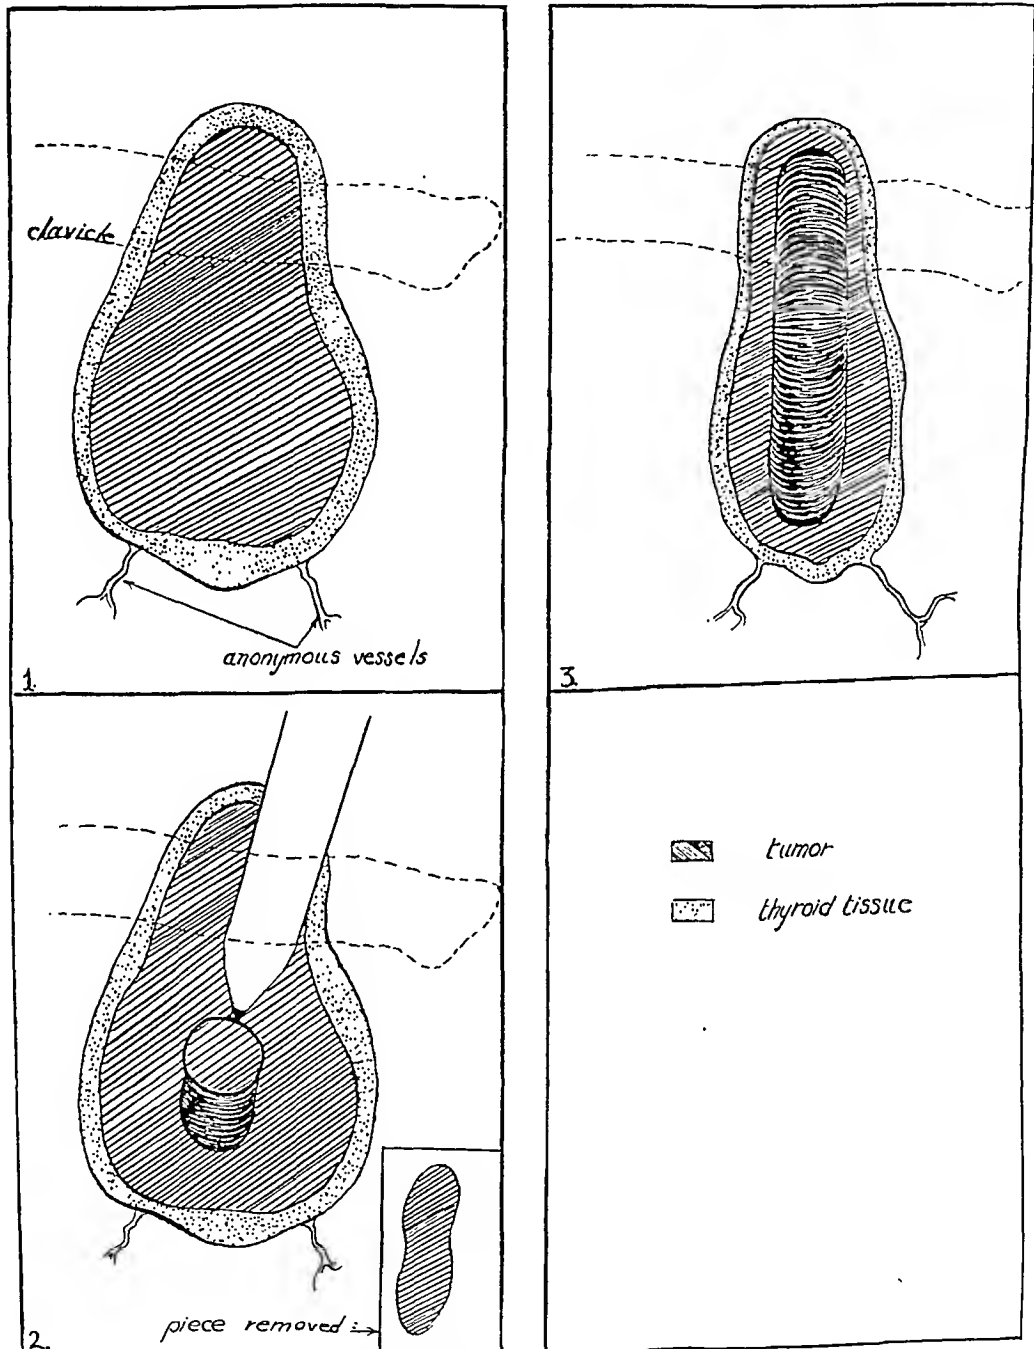 clavicle
anonymous vessels
1.
piece removed :
2.
3.
tumor
thyroid tissue